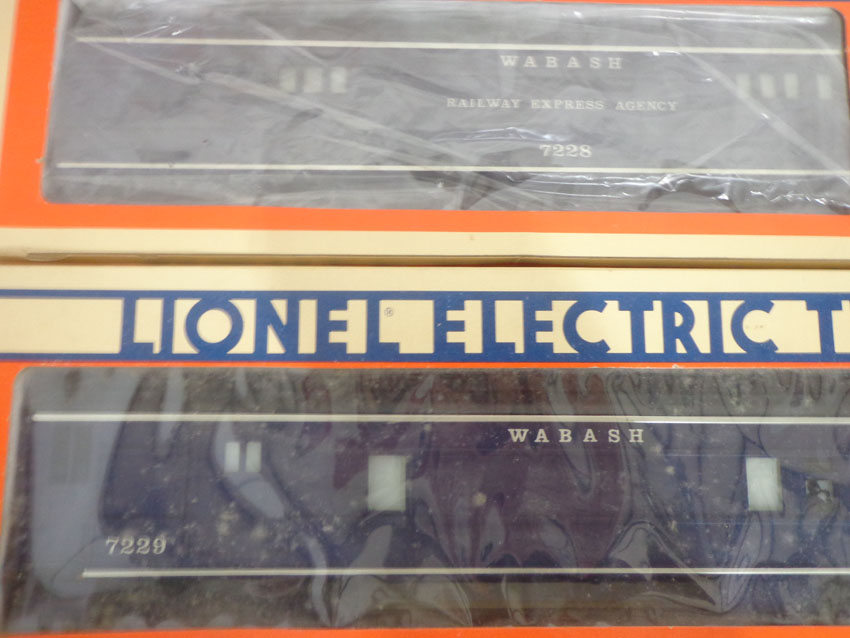 WABASH
RAILWAY EXPRESS AGENCY
7228
LIONEL® ELECTRIC T
WABASH
7229